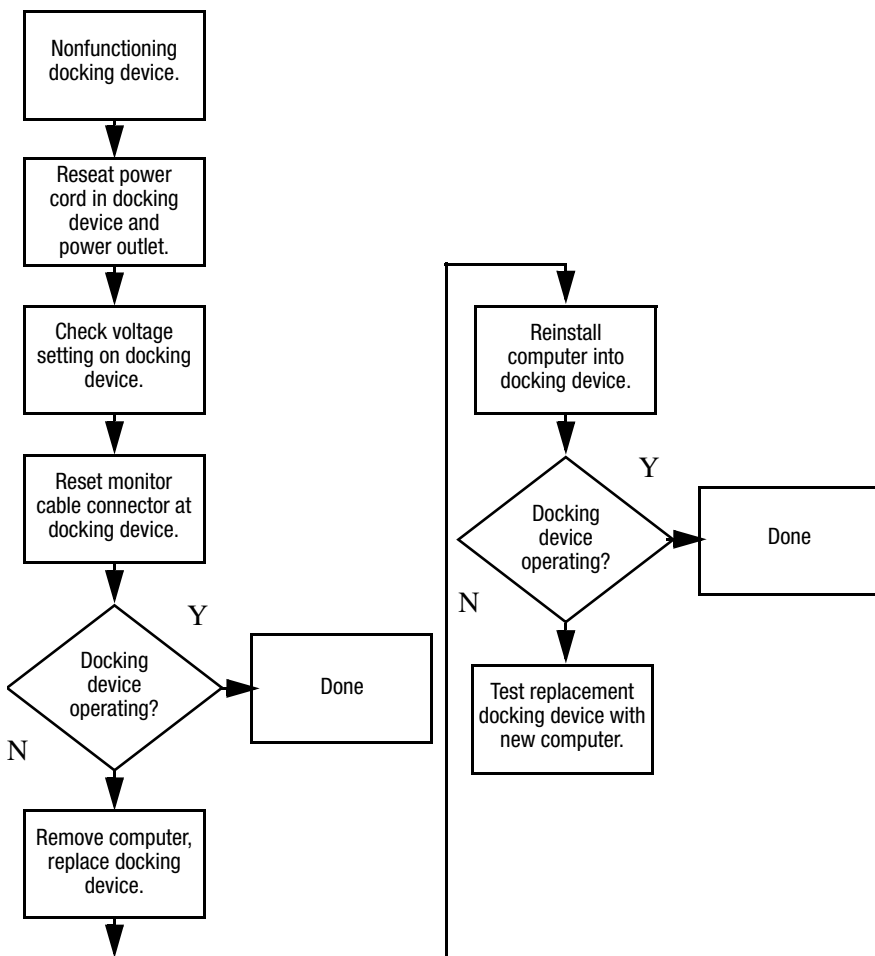 Nonfunctioning
docking device.
Reseat power
cord in docking
device and
power outlet.
Check voltage
setting on docking
device.
Reset monitor
cable connector at
docking device.
Y
Docking
device
operating?
Done
N
Remove computer,
replace docking
device.
Reinstall
computer into
docking device.
Y
Docking
device
operating?
Done
N
Test replacement
docking device with
new computer.